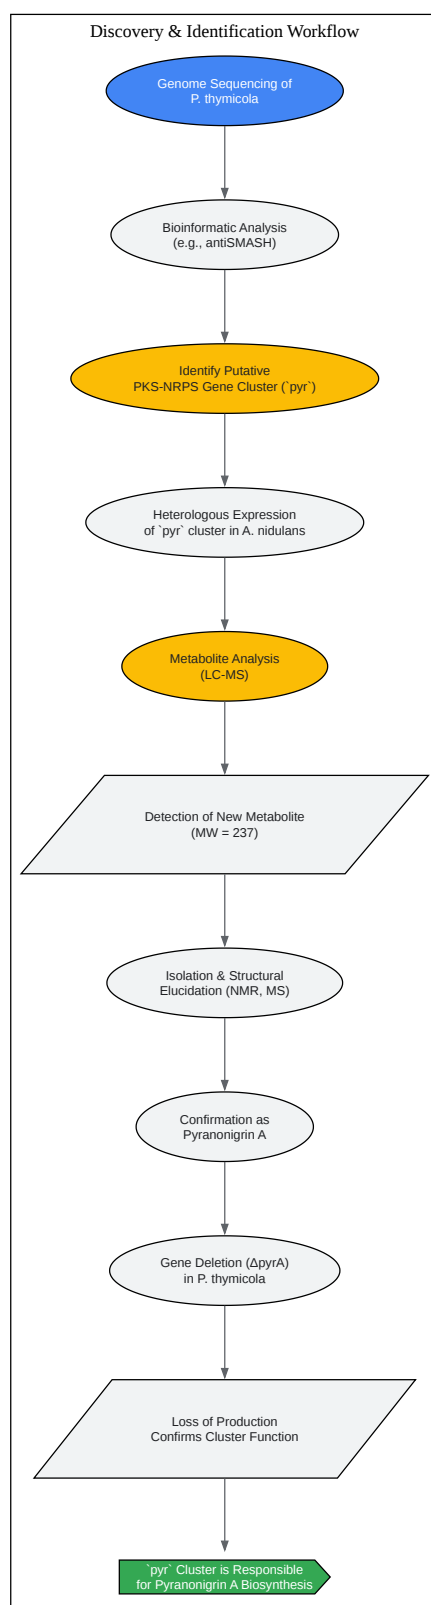 Discovery & Identification Workflow
Genome Sequencing of
P. thymicola
Bioinformatic Analysis
(e.g., antiSMASH)
Identify Putative
PKS-NRPS Gene Cluster (`pyr`)
Heterologous Expression
of `pyr` cluster in A. nidulans
Metabolite Analysis
(LC-MS)
Detection of New Metabolite
(MW = 237)
Isolation & Structural
Elucidation (NMR, MS)
Confirmation as
Pyranonigrin A
Gene Deletion (ΔpyrA)
in P. thymicola
Loss of Production
Confirms Cluster Function
`pyr` Cluster is Responsible
for Pyranonigrin A Biosynthesis